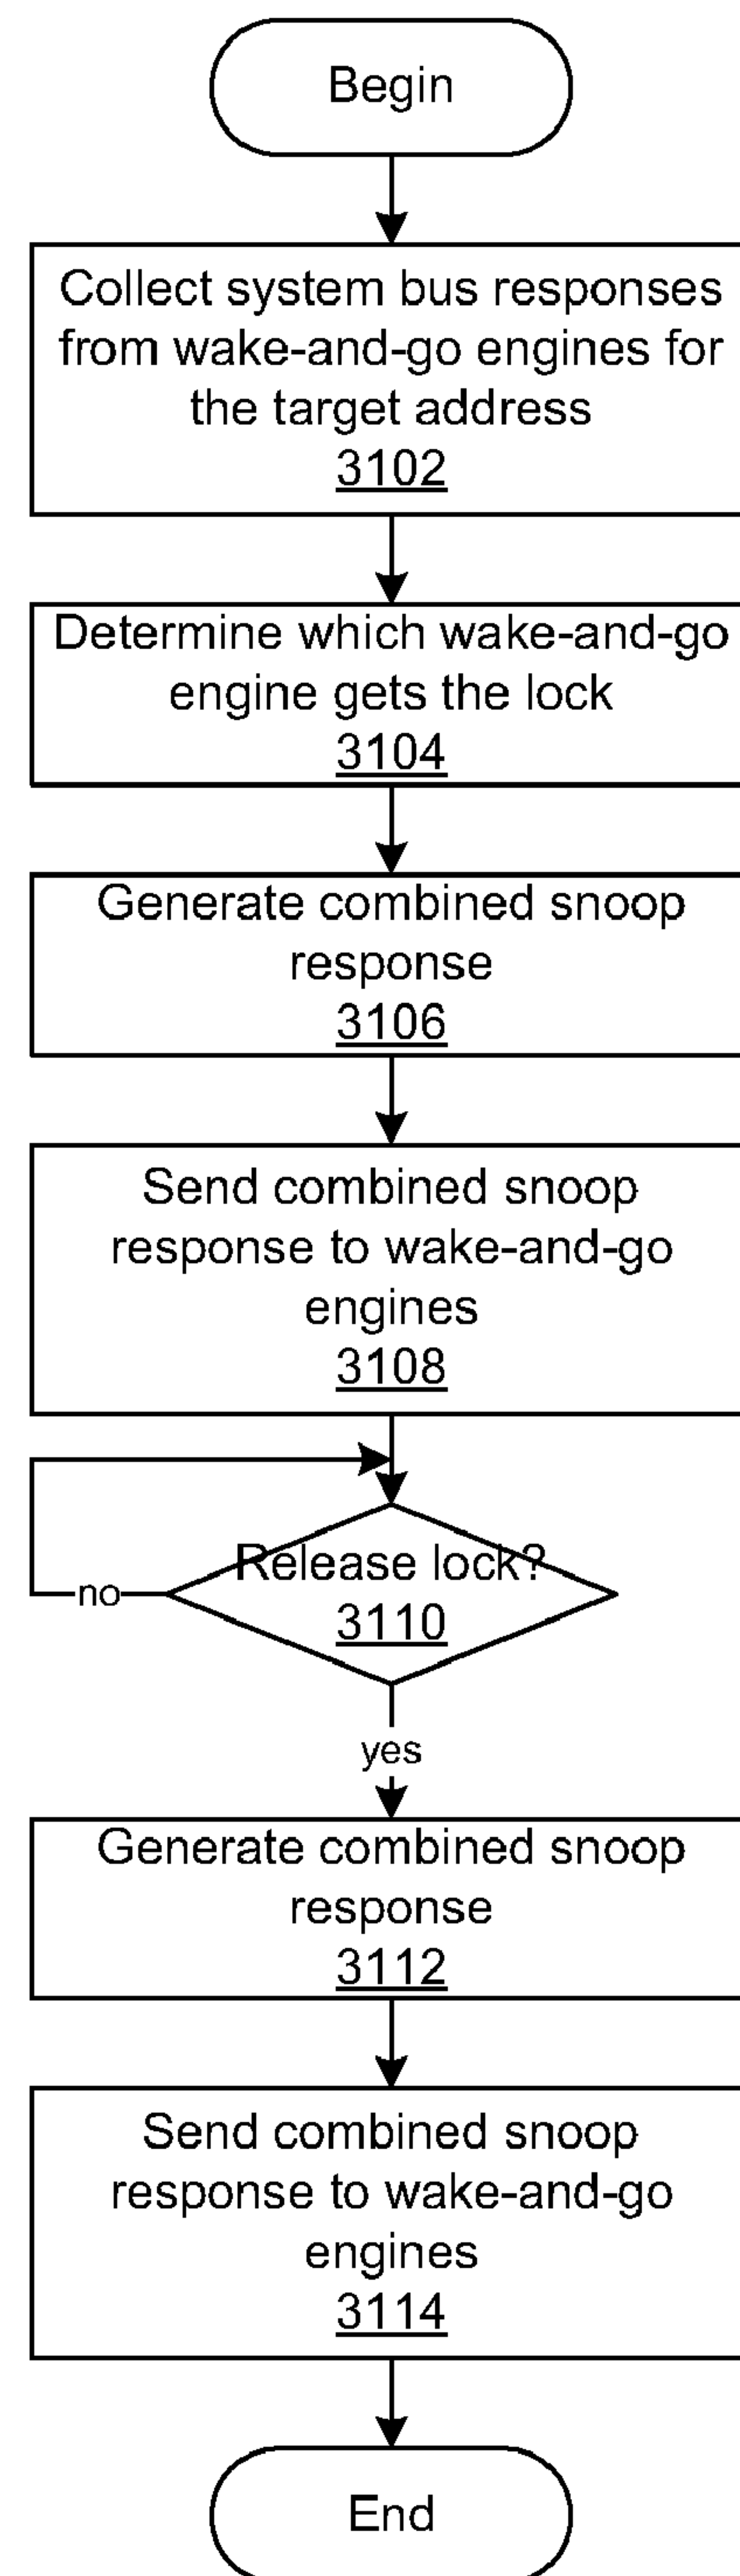 Begin
Collect system bus responses
from wake-and-go engines for
the target address
3102
Determine which wake-and-go
engine gets the lock
3104
Generate combined snoop
response
3106
Send combined snoop
response to wake-and-go
engines
3108
Release lock?
3110
no
yes
Generate combined snoop
response
3112
Send combined snoop
response to wake-and-go
engines
3114
End